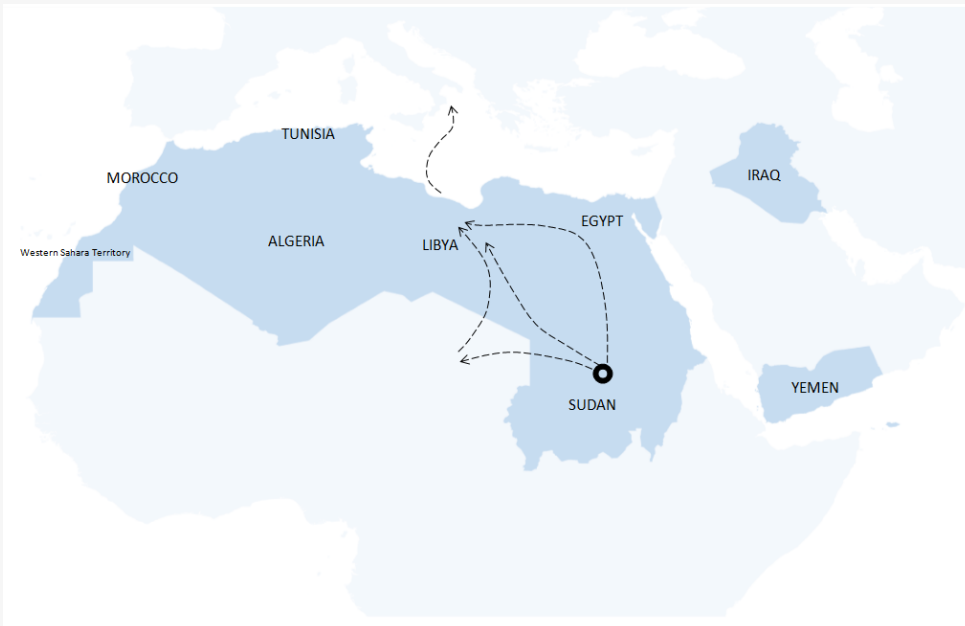 TUNISIA
MOROCCO
IRAQ
EGYPT
ALGERIA
LIBYA
Western Sahara Territory
YEMEN
SUDAN